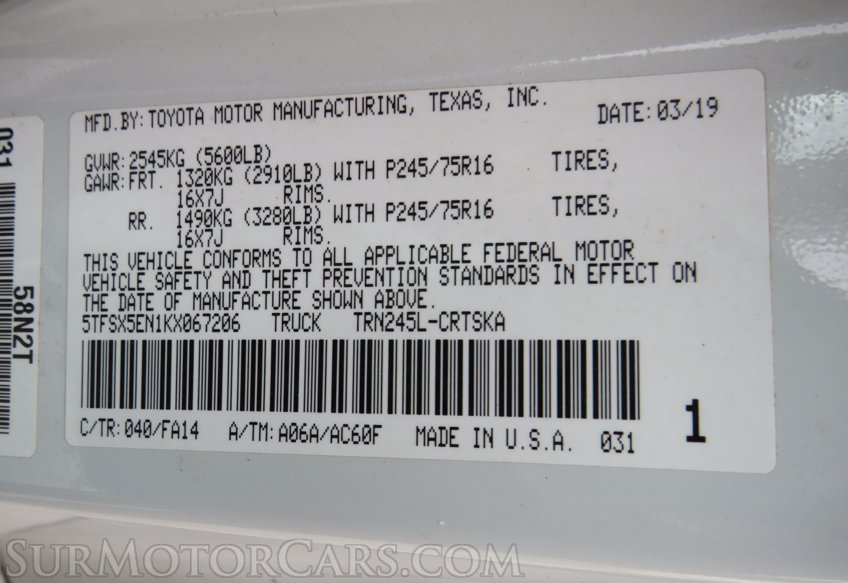 MFD.BY: TOYOTA MOTOR MANUFACTURING, TEXAS, INC. DATE: 03/19
GVWR: 2545KG (5600LB)
GAWR: FRT. 1320KG (2910LB) WITH P245/75R16 TIRES,
16X7J RIMS.
RR. 1490KG (3280LB) WITH P245/75R16 TIRES,
16X7J RIMS.
THIS VEHICLE CONFORMS TO ALL APPLICABLE FEDERAL MOTOR
VEHICLE SAFETY AND THEFT PREVENTION STANDARDS IN EFFECT ON
THE DATE OF MANUFACTURE SHOWN ABOVE.
5TFSX5EN1KX067206 TRUCK TRN245L-CRTSKA
C/TR: 040/FA14 A/TM: A06A/AC60F MADE IN U.S.A. 031
1
031
58N2T
SURMOTORCARS.COM